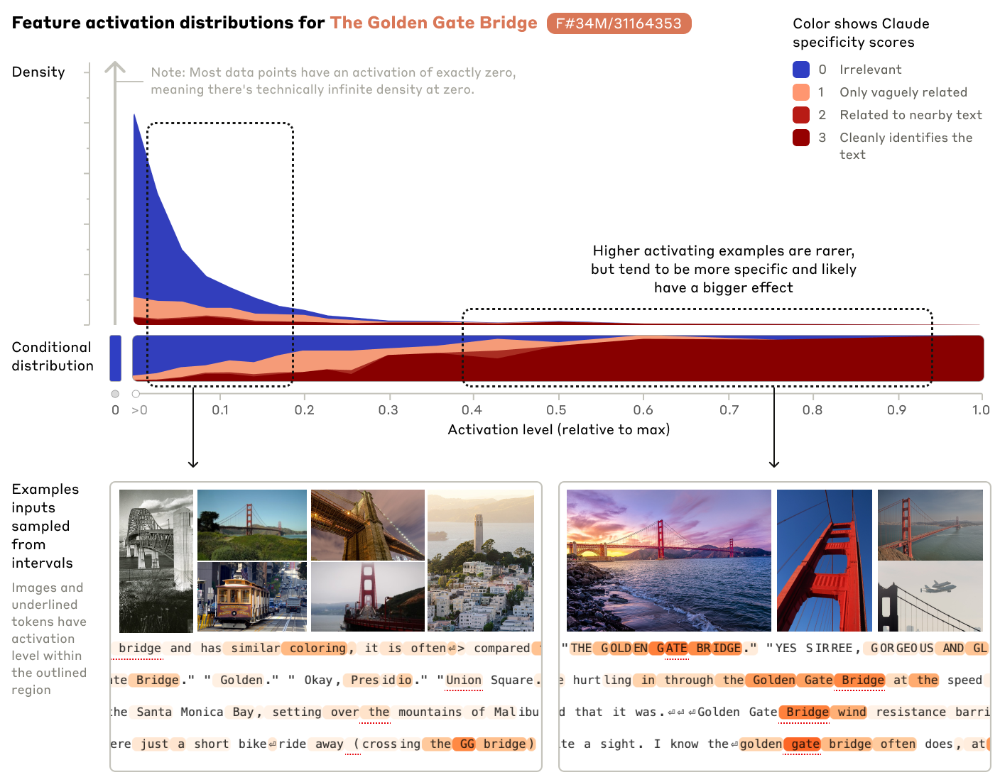 Feature activation distributions for The Golden Gate Bridge F#34M/31164353
Color shows Claude
specificity scores
0 Irrelevant
1 Only vaguely related
2 Related to nearby text
3 Cleanly identifies the
text
Density
Note: Most data points have an activation of exactly zero,
meaning there's technically infinite density at zero.
Higher activating examples are rarer,
but tend to be more specific and likely
have a bigger effect
Conditional
distribution
0 >0 0.1 0.2 0.3 0.4 0.5 0.6 0.7 0.8 0.9 1.0
Activation level (relative to max)
Examples
inputs
sampled
from
intervals
Images and
underlined
tokens have
activation
level within
the outlined
region
bridge and has similar coloring, it is often⏎> compared
ate Bridge." " Golden." " Okay, Presidio." "Union Square.
the Santa Monica Bay, setting over the mountains of Malibu
ere just a short bike⏎ride away (crossing the GG bridge)
"THE GOLDEN GATE BRIDGE." "YES SIRREE, GORGEOUS AND GL
e hurtling in through the Golden Gate Bridge at the speed
d that it was.⏎⏎⏎Golden Gate Bridge wind resistance barri
te a sight. I know the⏎golden gate bridge often does, at